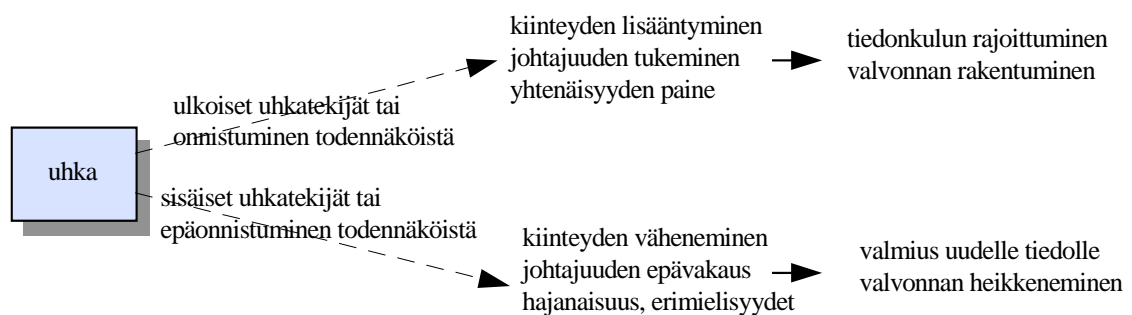 uhka
ulkoiset uhkatekijät tai
onnistuminen todennäköistä
kiinteyden lisääntyminen
johtajuuden tukeminen
yhtenäisyyden paine
tiedonkulun rajoittuminen
valvonnan rakentuminen
sisäiset uhkatekijät tai
epäonnistuminen todennäköistä
kiinteyden väheneminen
johtajuuden epävakaus
hajanaisuus, erimielisyydet
valmius uudelle tiedolle
valvonnan heikkeneminen